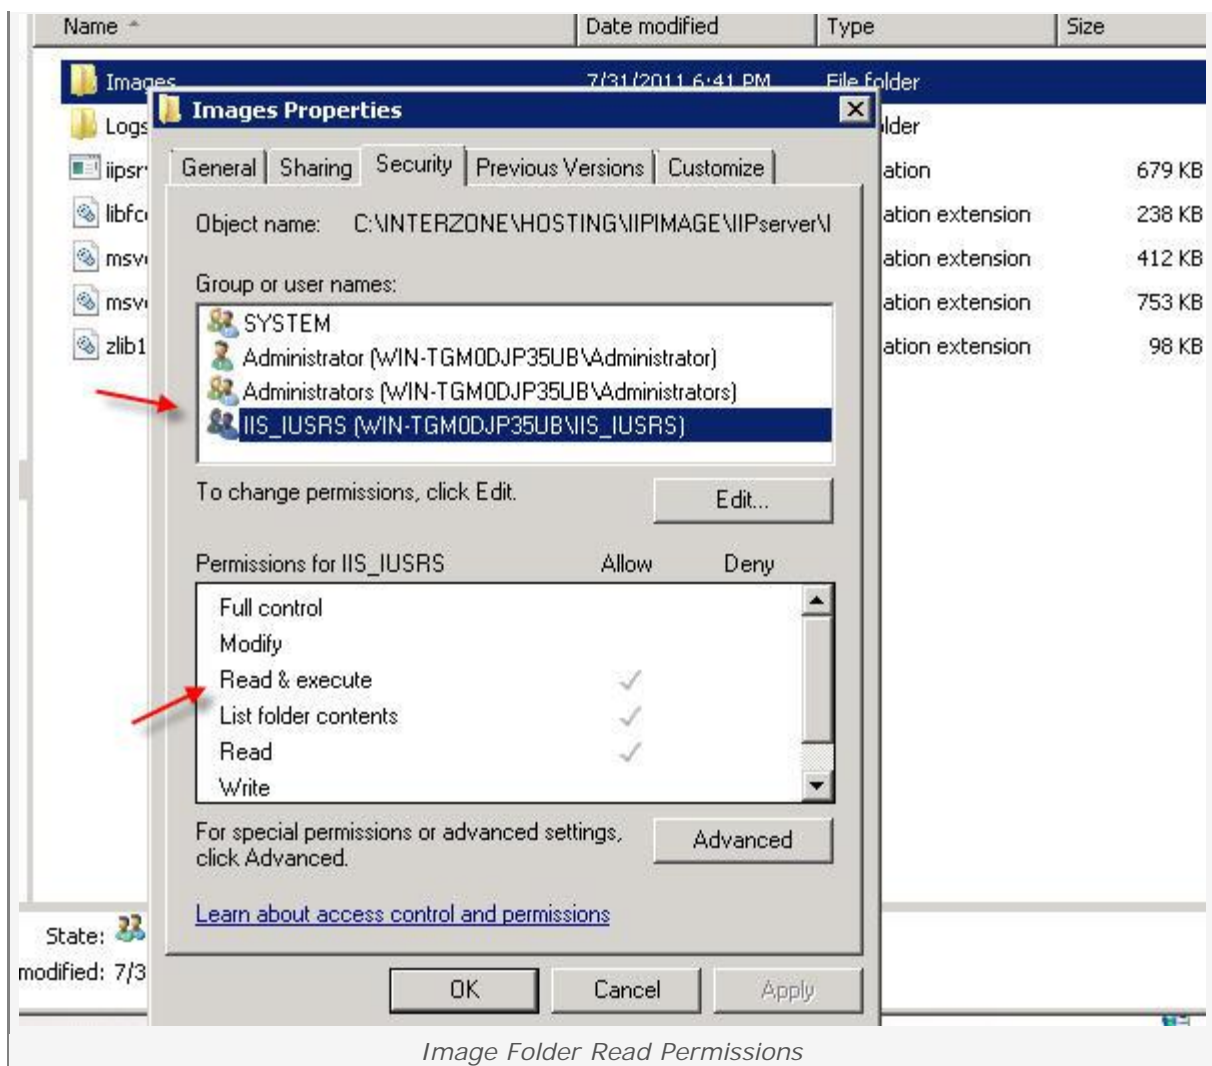 Name Date modified Type Size
Images 7/31/2011 6:41 PM File folder
Images Properties
Logs
iipsr
libfc
msv
msv
zlib1
lder
ation 679 KB
ation extension 238 KB
ation extension 412 KB
ation extension 753 KB
ation extension 98 KB
General Sharing Security Previous Versions Customize
Object name: C:\INTERZONE\HOSTING\IIPIMAGE\IIPserver\I
Group or user names:
SYSTEM
Administrator (WIN-TGM0DJP35UB\Administrator)
Administrators (WIN-TGM0DJP35UB\Administrators)
IIS_IUSRS (WIN-TGM0DJP35UB\IIS_IUSRS)
To change permissions, click Edit. Edit...
Permissions for IIS_IUSRS Allow Deny
Full control
Modify
Read & execute
List folder contents
Read
Write
For special permissions or advanced settings,
click Advanced.
Advanced
Learn about access control and permissions
State:
modified: 7/3
OK Cancel Apply
Image Folder Read Permissions